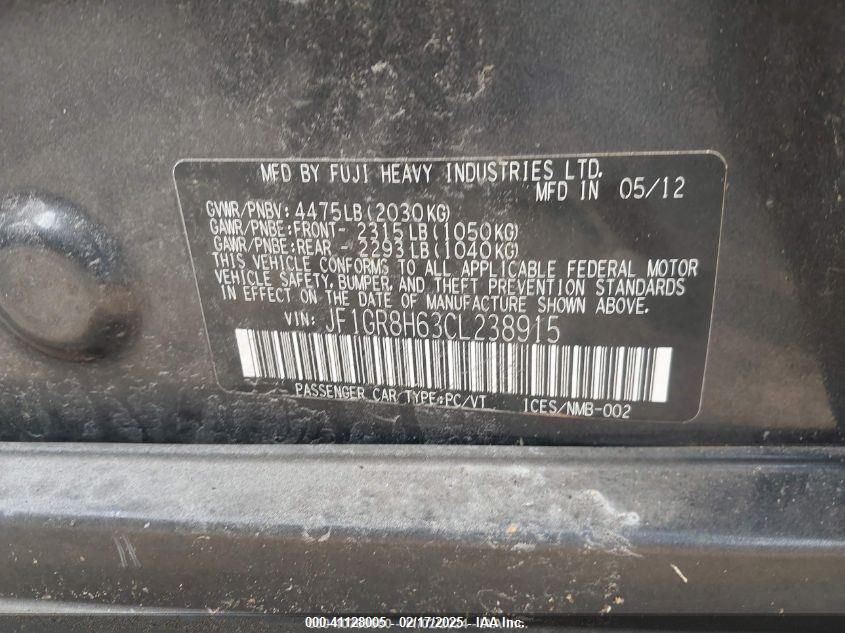 MFD BY FUJI HEAVY INDUSTRIES LTD.
MFD IN 05/12
GVWR/PNBV: 4475LB(2030KG)
GAWR/PNBE:FRONT- 2315LB(1050KG)
GAWR/PNBE:REAR - 2293LB(1040KG)
THIS VEHICLE CONFORMS TO ALL APPLICABLE FEDERAL MOTOR
VEHICLE SAFETY, BUMPER, AND THEFT PREVENTION STANDARDS
IN EFFECT ON THE DATE OF MANUFACTURE SHOWN ABOVE.
VIN: JF1GR8H63CL238915
PASSENGER CAR TYPE:PC/VT ICES/NMB-002
000-41128005 - 02/17/2025 - IAA Inc.